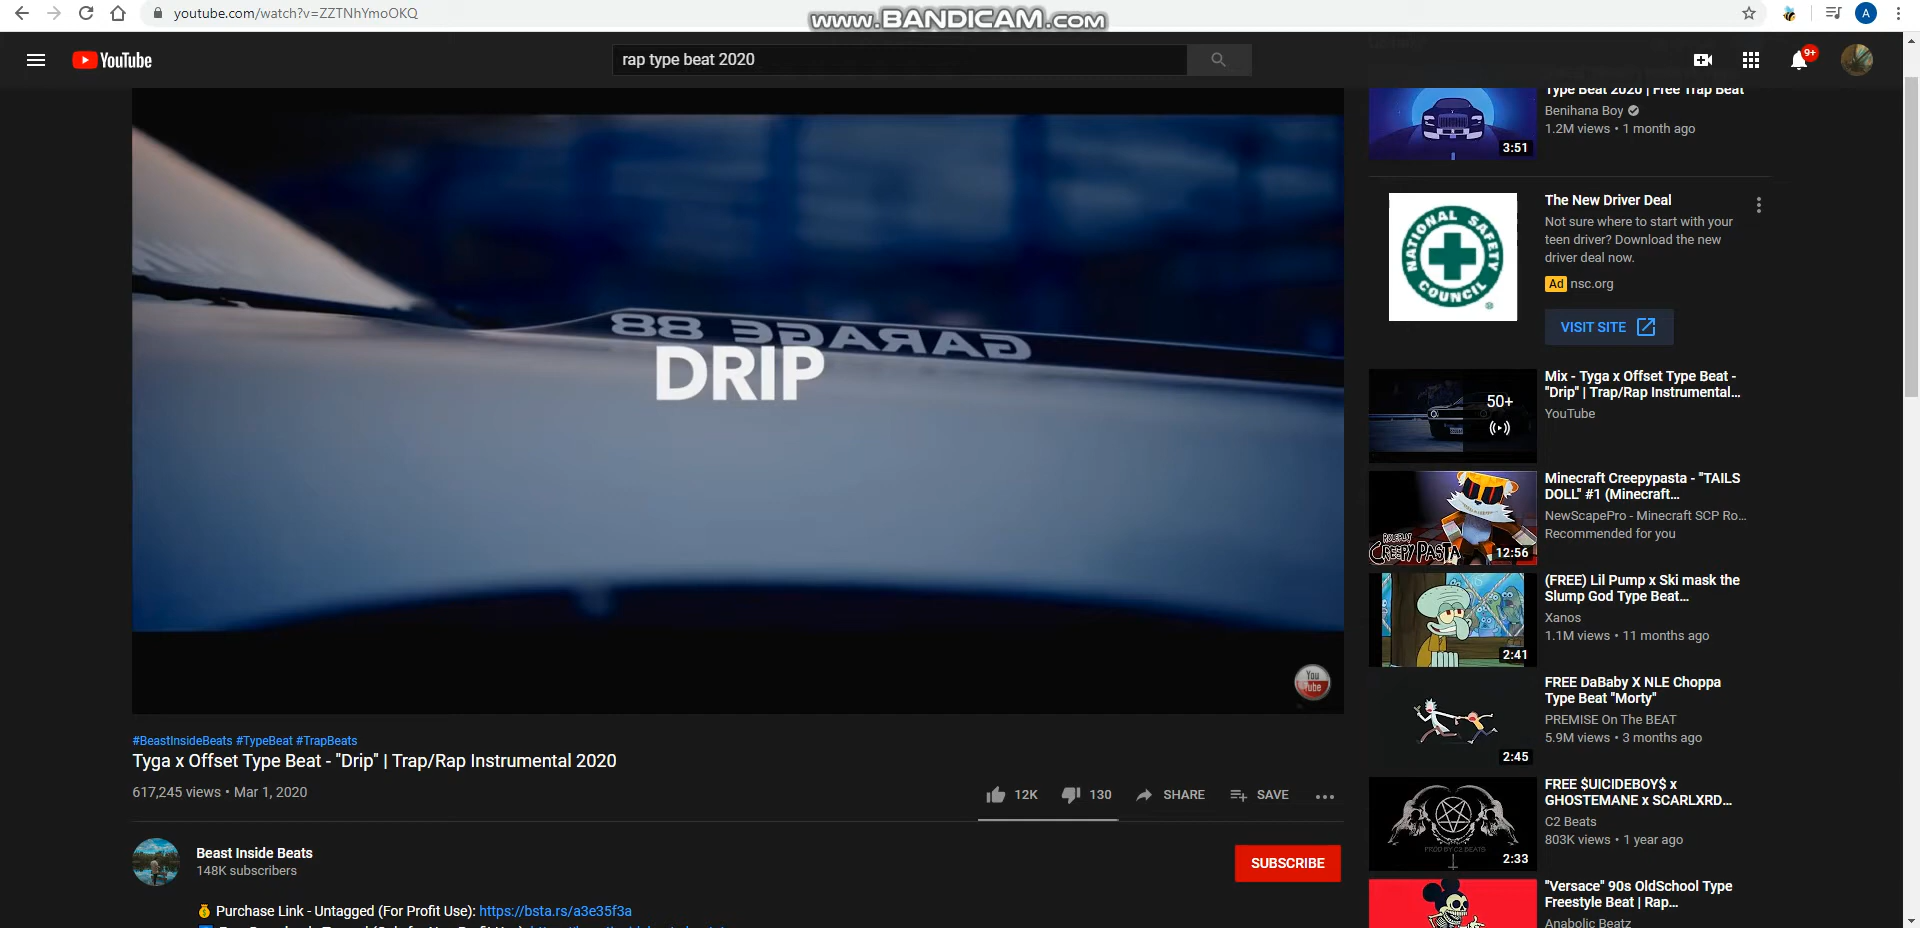 youtube.com/watch?v=ZZTNhYmoOKQ
www.BANDICAM.com
A
YouTube
rap type beat 2020
9+
GARAGE 88
DRIP
You
Tube
#BeastInsideBeats #TypeBeat #TrapBeats
Tyga x Offset Type Beat - "Drip" | Trap/Rap Instrumental 2020
617,245 views • Mar 1, 2020
12K
130
SHARE
SAVE
Beast Inside Beats
148K subscribers
SUBSCRIBE
Purchase Link - Untagged (For Profit Use): https://bsta.rs/a3e35f3a
Type Beat 2020 | Free Trap Beat
Benihana Boy
1.2M views • 1 month ago
3:51
NATIONAL SAFETY
COUNCIL
The New Driver Deal
Not sure where to start with your
teen driver? Download the new
driver deal now.
Ad nsc.org
VISIT SITE
50+
Mix - Tyga x Offset Type Beat -
"Drip" | Trap/Rap Instrumental...
YouTube
ROLEPLAY
CREEPYPASTA
12:56
Minecraft Creepypasta - "TAILS
DOLL" #1 (Minecraft...
NewScapePro - Minecraft SCP Ro...
Recommended for you
2:41
(FREE) Lil Pump x Ski mask the
Slump God Type Beat...
Xanos
1.1M views • 11 months ago
2:45
FREE DaBaby X NLE Choppa
Type Beat "Morty"
PREMISE On The BEAT
5.9M views • 3 months ago
PROD BY C2 BEATS
2:33
FREE $UICIDEBOY$ x
GHOSTEMANE x SCARLXRD...
C2 Beats
803K views • 1 year ago
"Versace" 90s OldSchool Type
Freestyle Beat | Rap...
Anabolic Beatz